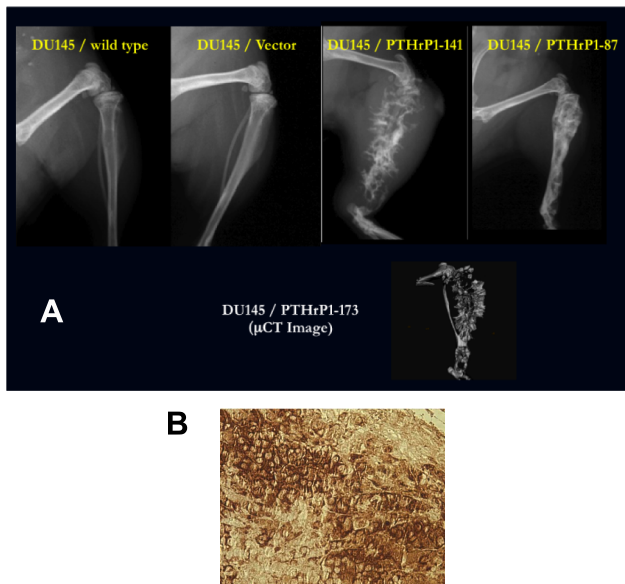 DU145 / wild type
DU145 / Vector
DU145 / PTHrP1-141
DU145 / PTHrP1-87
A
DU145 / PTHrP1-173
(µCT Image)
B